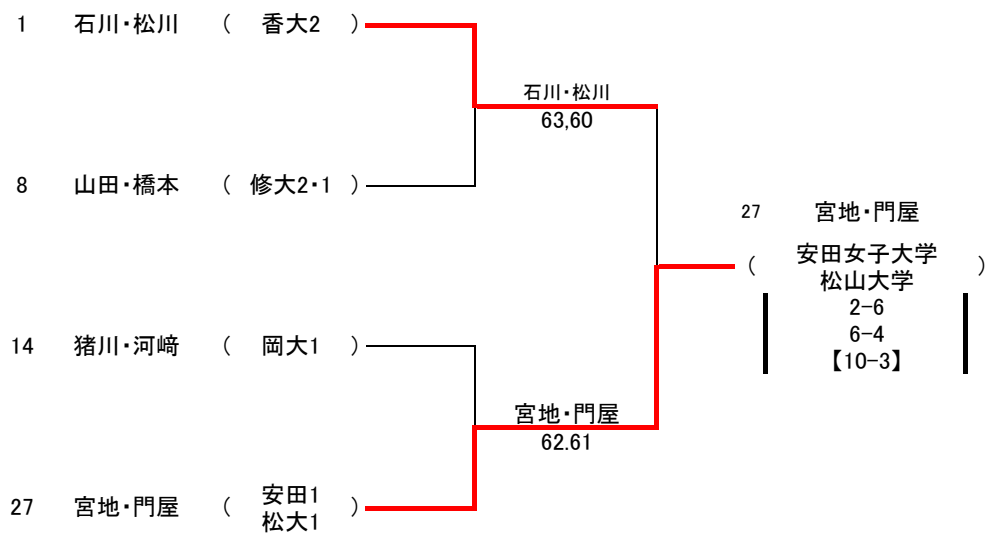 1 石川・松川 ( 香大2 )
石川・松川
63,60
8 山田・橋本 ( 修大2・1 )
27 宮地・門屋
( 安田女子大学
松山大学 )
2-6
6-4
【10-3】
14 猪川・河﨑 ( 岡大1 )
宮地・門屋
62.61
27 宮地・門屋 ( 安田1
松大1 )